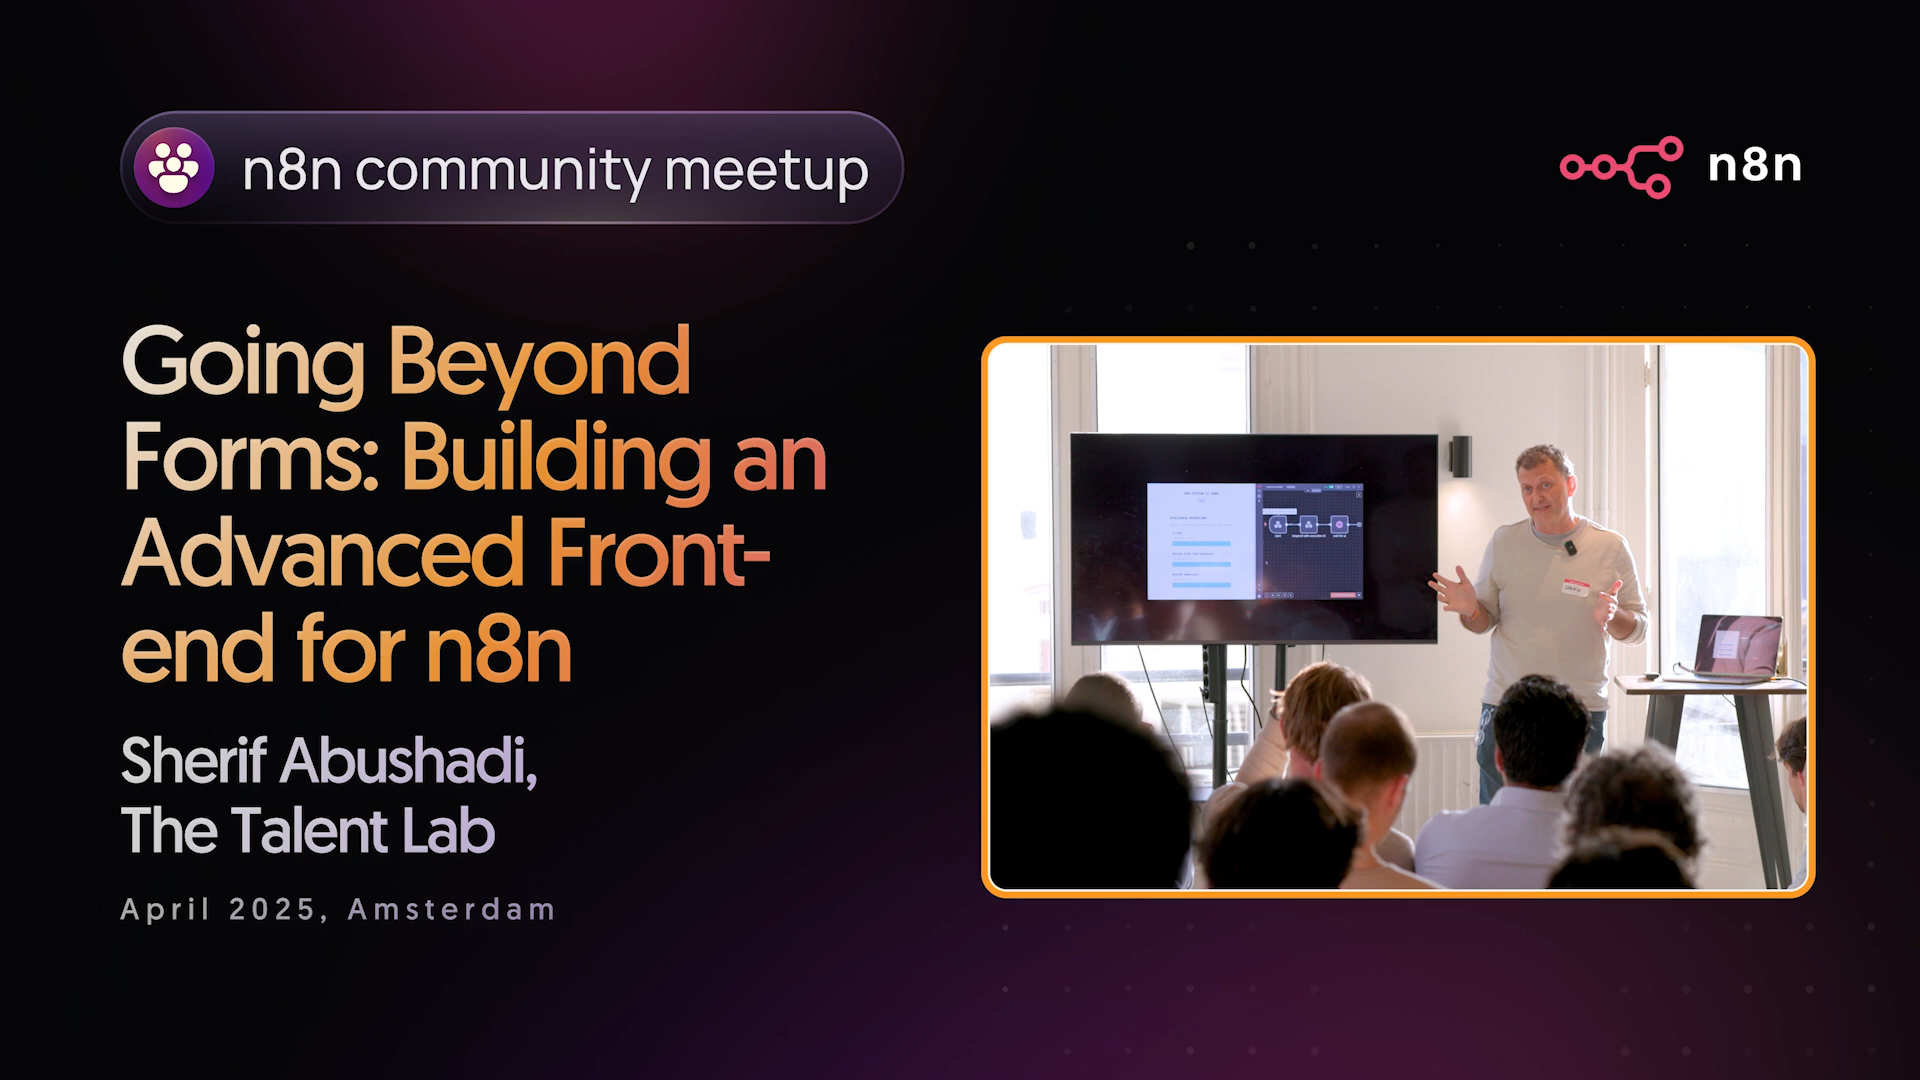 n8n community meetup
n8n
Going Beyond
Forms: Building an
Advanced Front-
end for n8n
Sherif Abushadi,
The Talent Lab
April 2025, Amsterdam